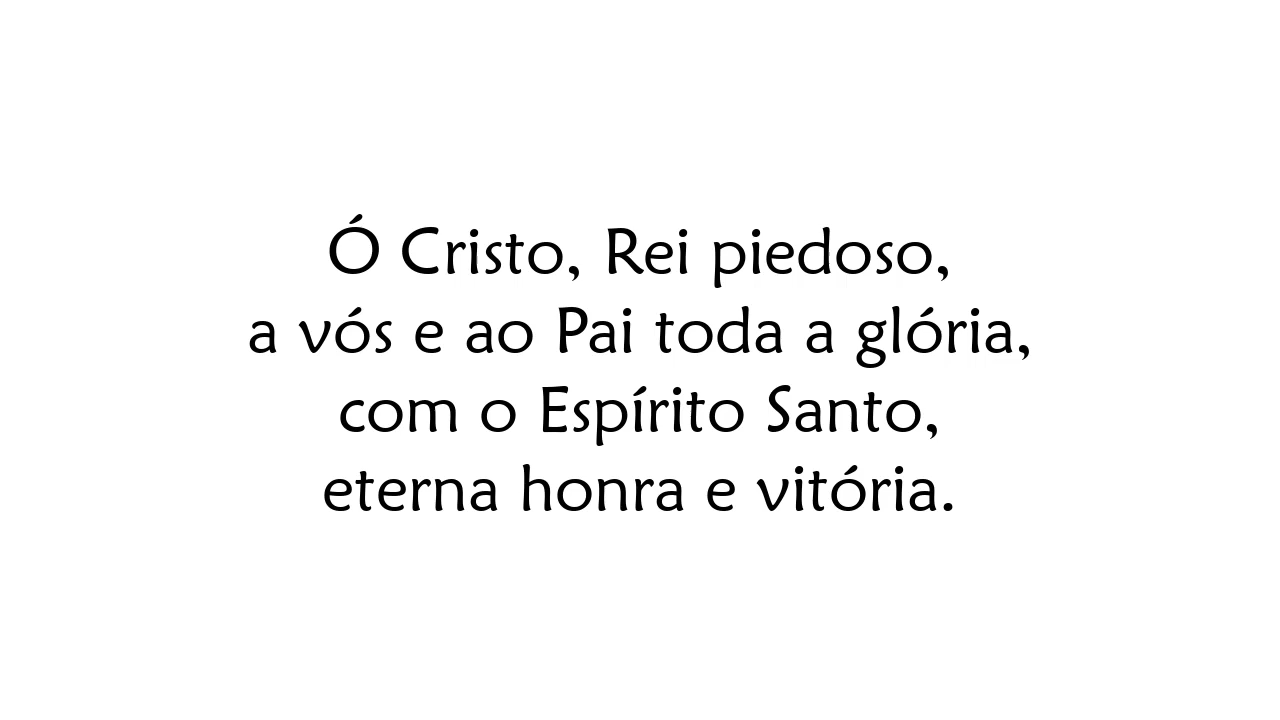 Ó Cristo, Rei piedoso,
a vós e ao Pai toda a glória,
com o Espírito Santo,
eterna honra e vitória.